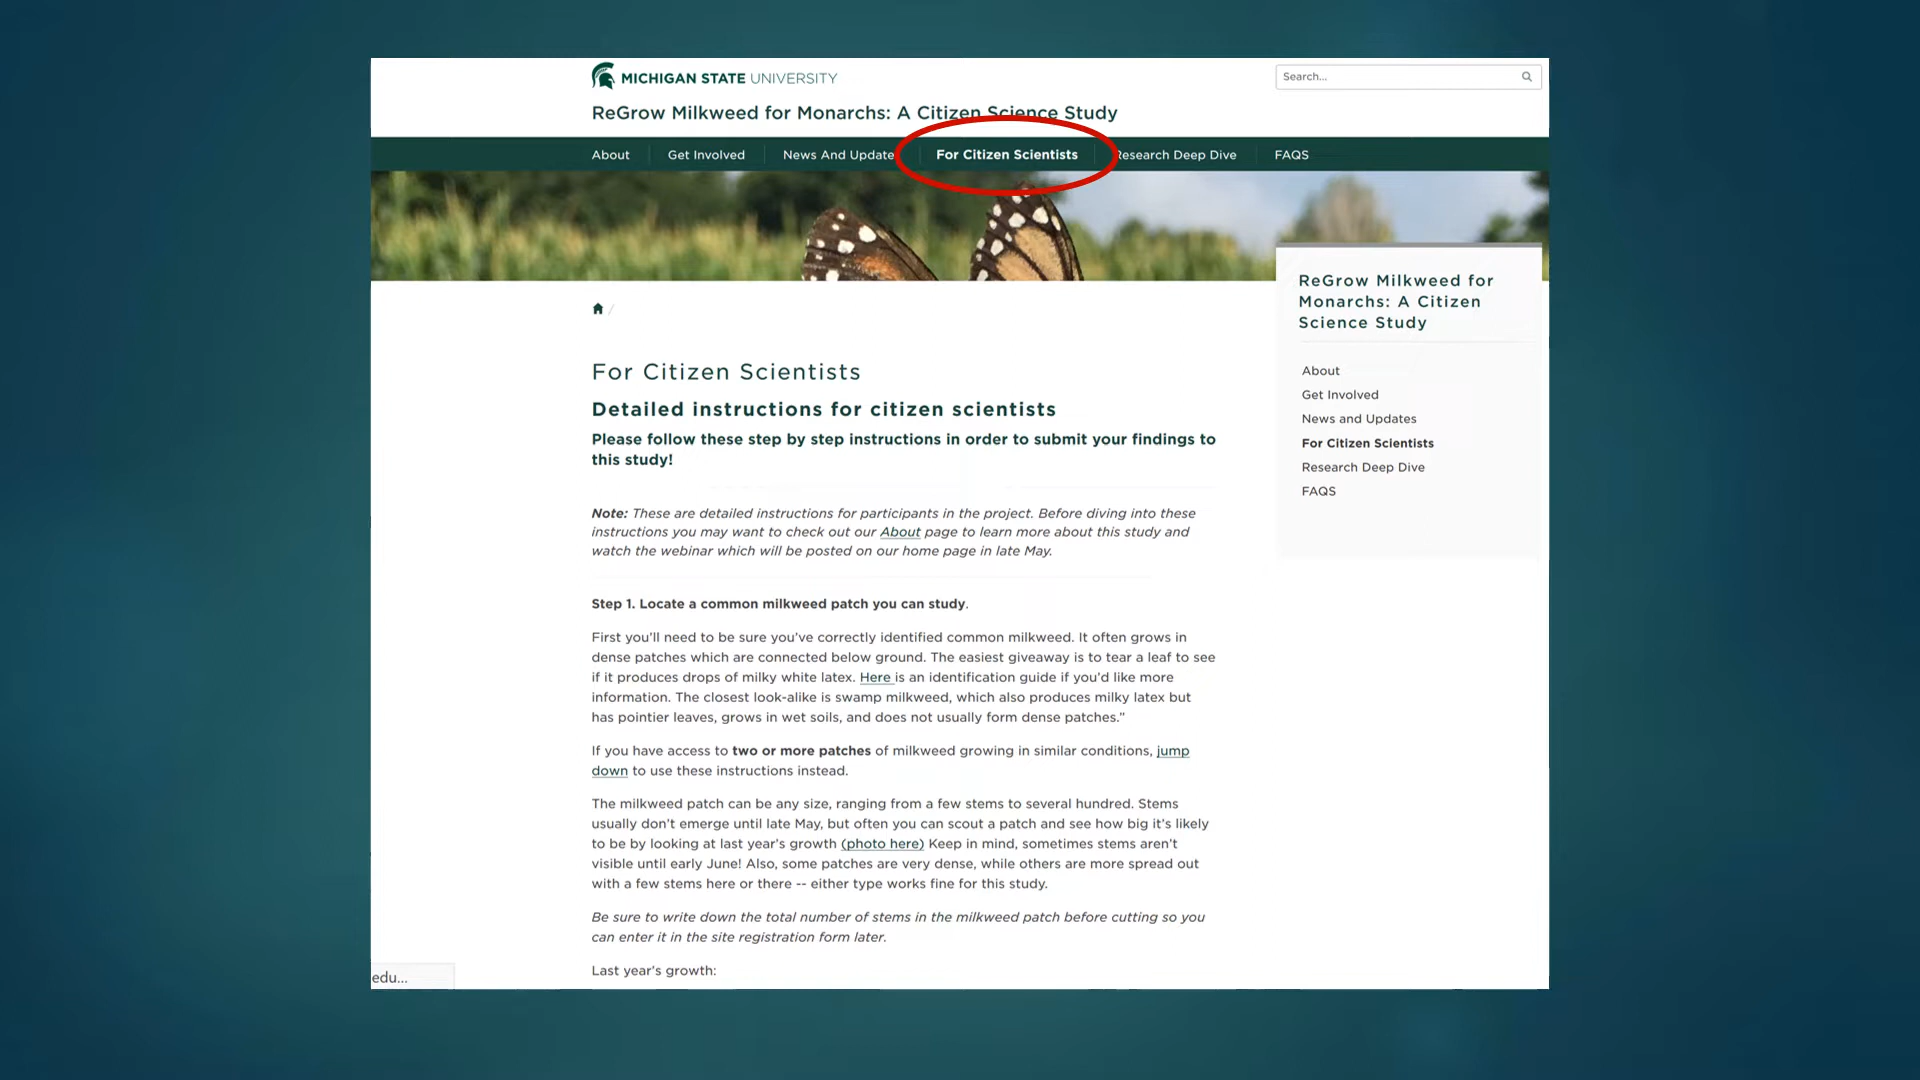 MICHIGAN STATE UNIVERSITY
Search...
ReGrow Milkweed for Monarchs: A Citizen Science Study
About Get Involved News And Update For Citizen Scientists Research Deep Dive FAQS
ReGrow Milkweed for
Monarchs: A Citizen
Science Study
About
Get Involved
News and Updates
For Citizen Scientists
Research Deep Dive
FAQS
/
For Citizen Scientists
Detailed instructions for citizen scientists
Please follow these step by step instructions in order to submit your findings to
this study!
Note: These are detailed instructions for participants in the project. Before diving into these
instructions you may want to check out our About page to learn more about this study and
watch the webinar which will be posted on our home page in late May.
Step 1. Locate a common milkweed patch you can study.
First you’ll need to be sure you’ve correctly identified common milkweed. It often grows in
dense patches which are connected below ground. The easiest giveaway is to tear a leaf to see
if it produces drops of milky white latex. Here is an identification guide if you’d like more
information. The closest look-alike is swamp milkweed, which also produces milky latex but
has pointier leaves, grows in wet soils, and does not usually form dense patches.”
If you have access to two or more patches of milkweed growing in similar conditions, jump
down to use these instructions instead.
The milkweed patch can be any size, ranging from a few stems to several hundred. Stems
usually don’t emerge until late May, but often you can scout a patch and see how big it’s likely
to be by looking at last year’s growth (photo here) Keep in mind, sometimes stems aren’t
visible until early June! Also, some patches are very dense, while others are more spread out
with a few stems here or there -- either type works fine for this study.
Be sure to write down the total number of stems in the milkweed patch before cutting so you
can enter it in the site registration form later.
Last year’s growth:
edu...